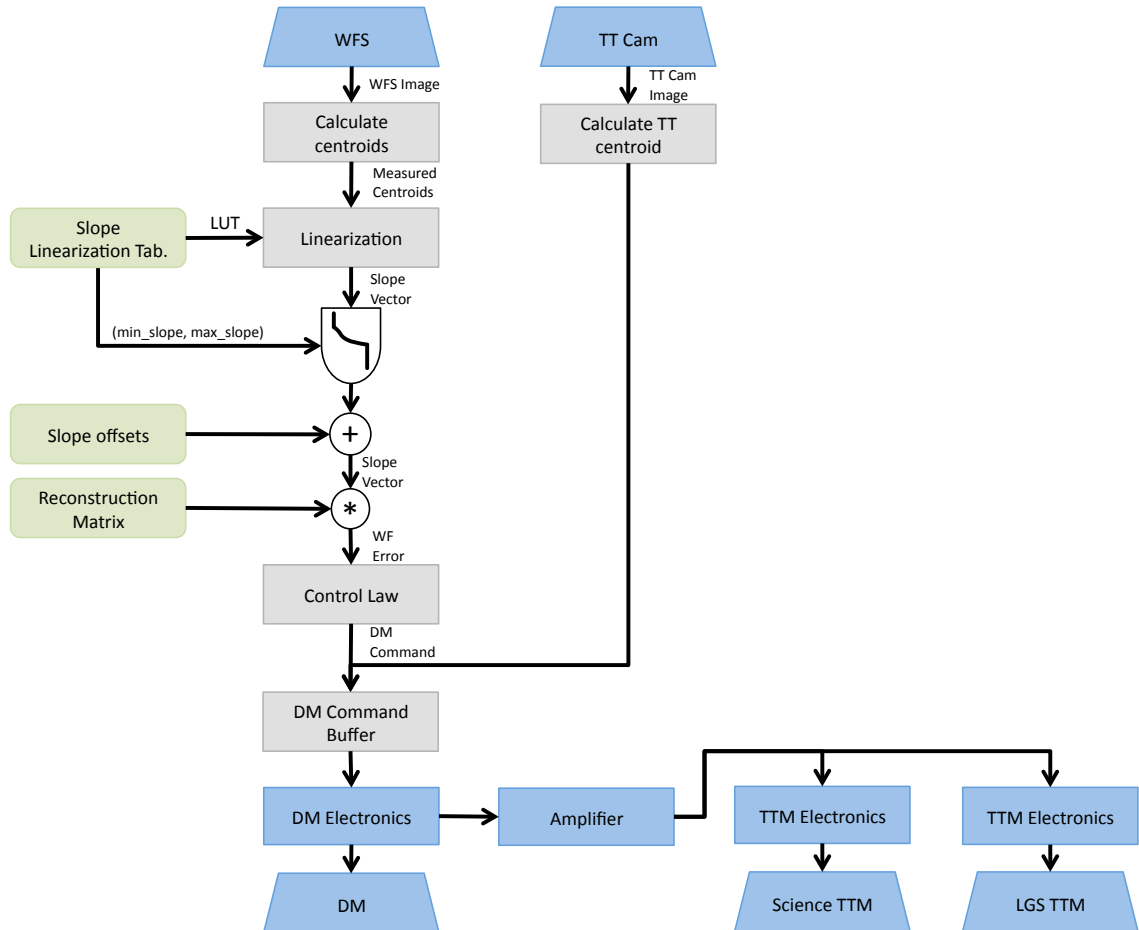 WFS
TT Cam
WFS Image
TT Cam
Image
Calculate
centroids
Calculate TT
centroid
Measured
Centroids
Slope
Linearization Tab.
LUT
Linearization
Slope
Vector
(min_slope, max_slope)
Slope offsets
+
Slope
Vector
Reconstruction
Matrix
*
WF
Error
Control Law
DM
Command
DM Command
Buffer
DM Electronics
Amplifier
TTM Electronics
TTM Electronics
DM
Science TTM
LGS TTM